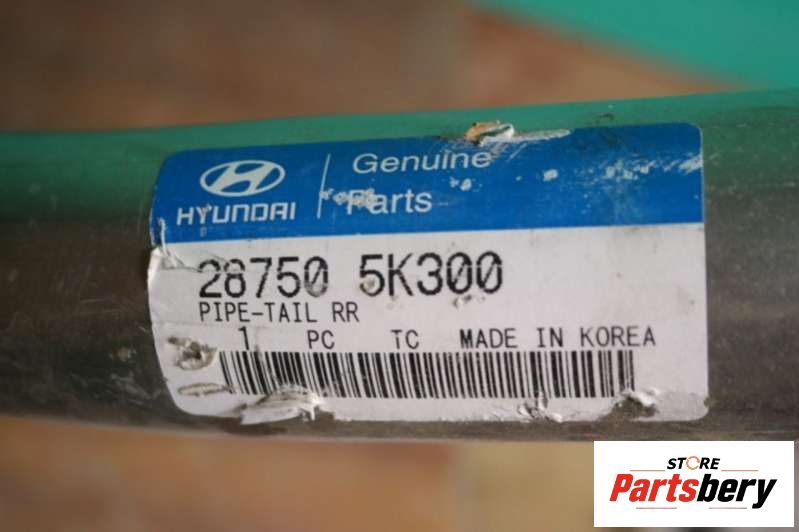 HYUNDAI
Genuine
Parts
28750 5K300
PIPE-TAIL RR
1 PC TC MADE IN KOREA
STORE
Partsbery